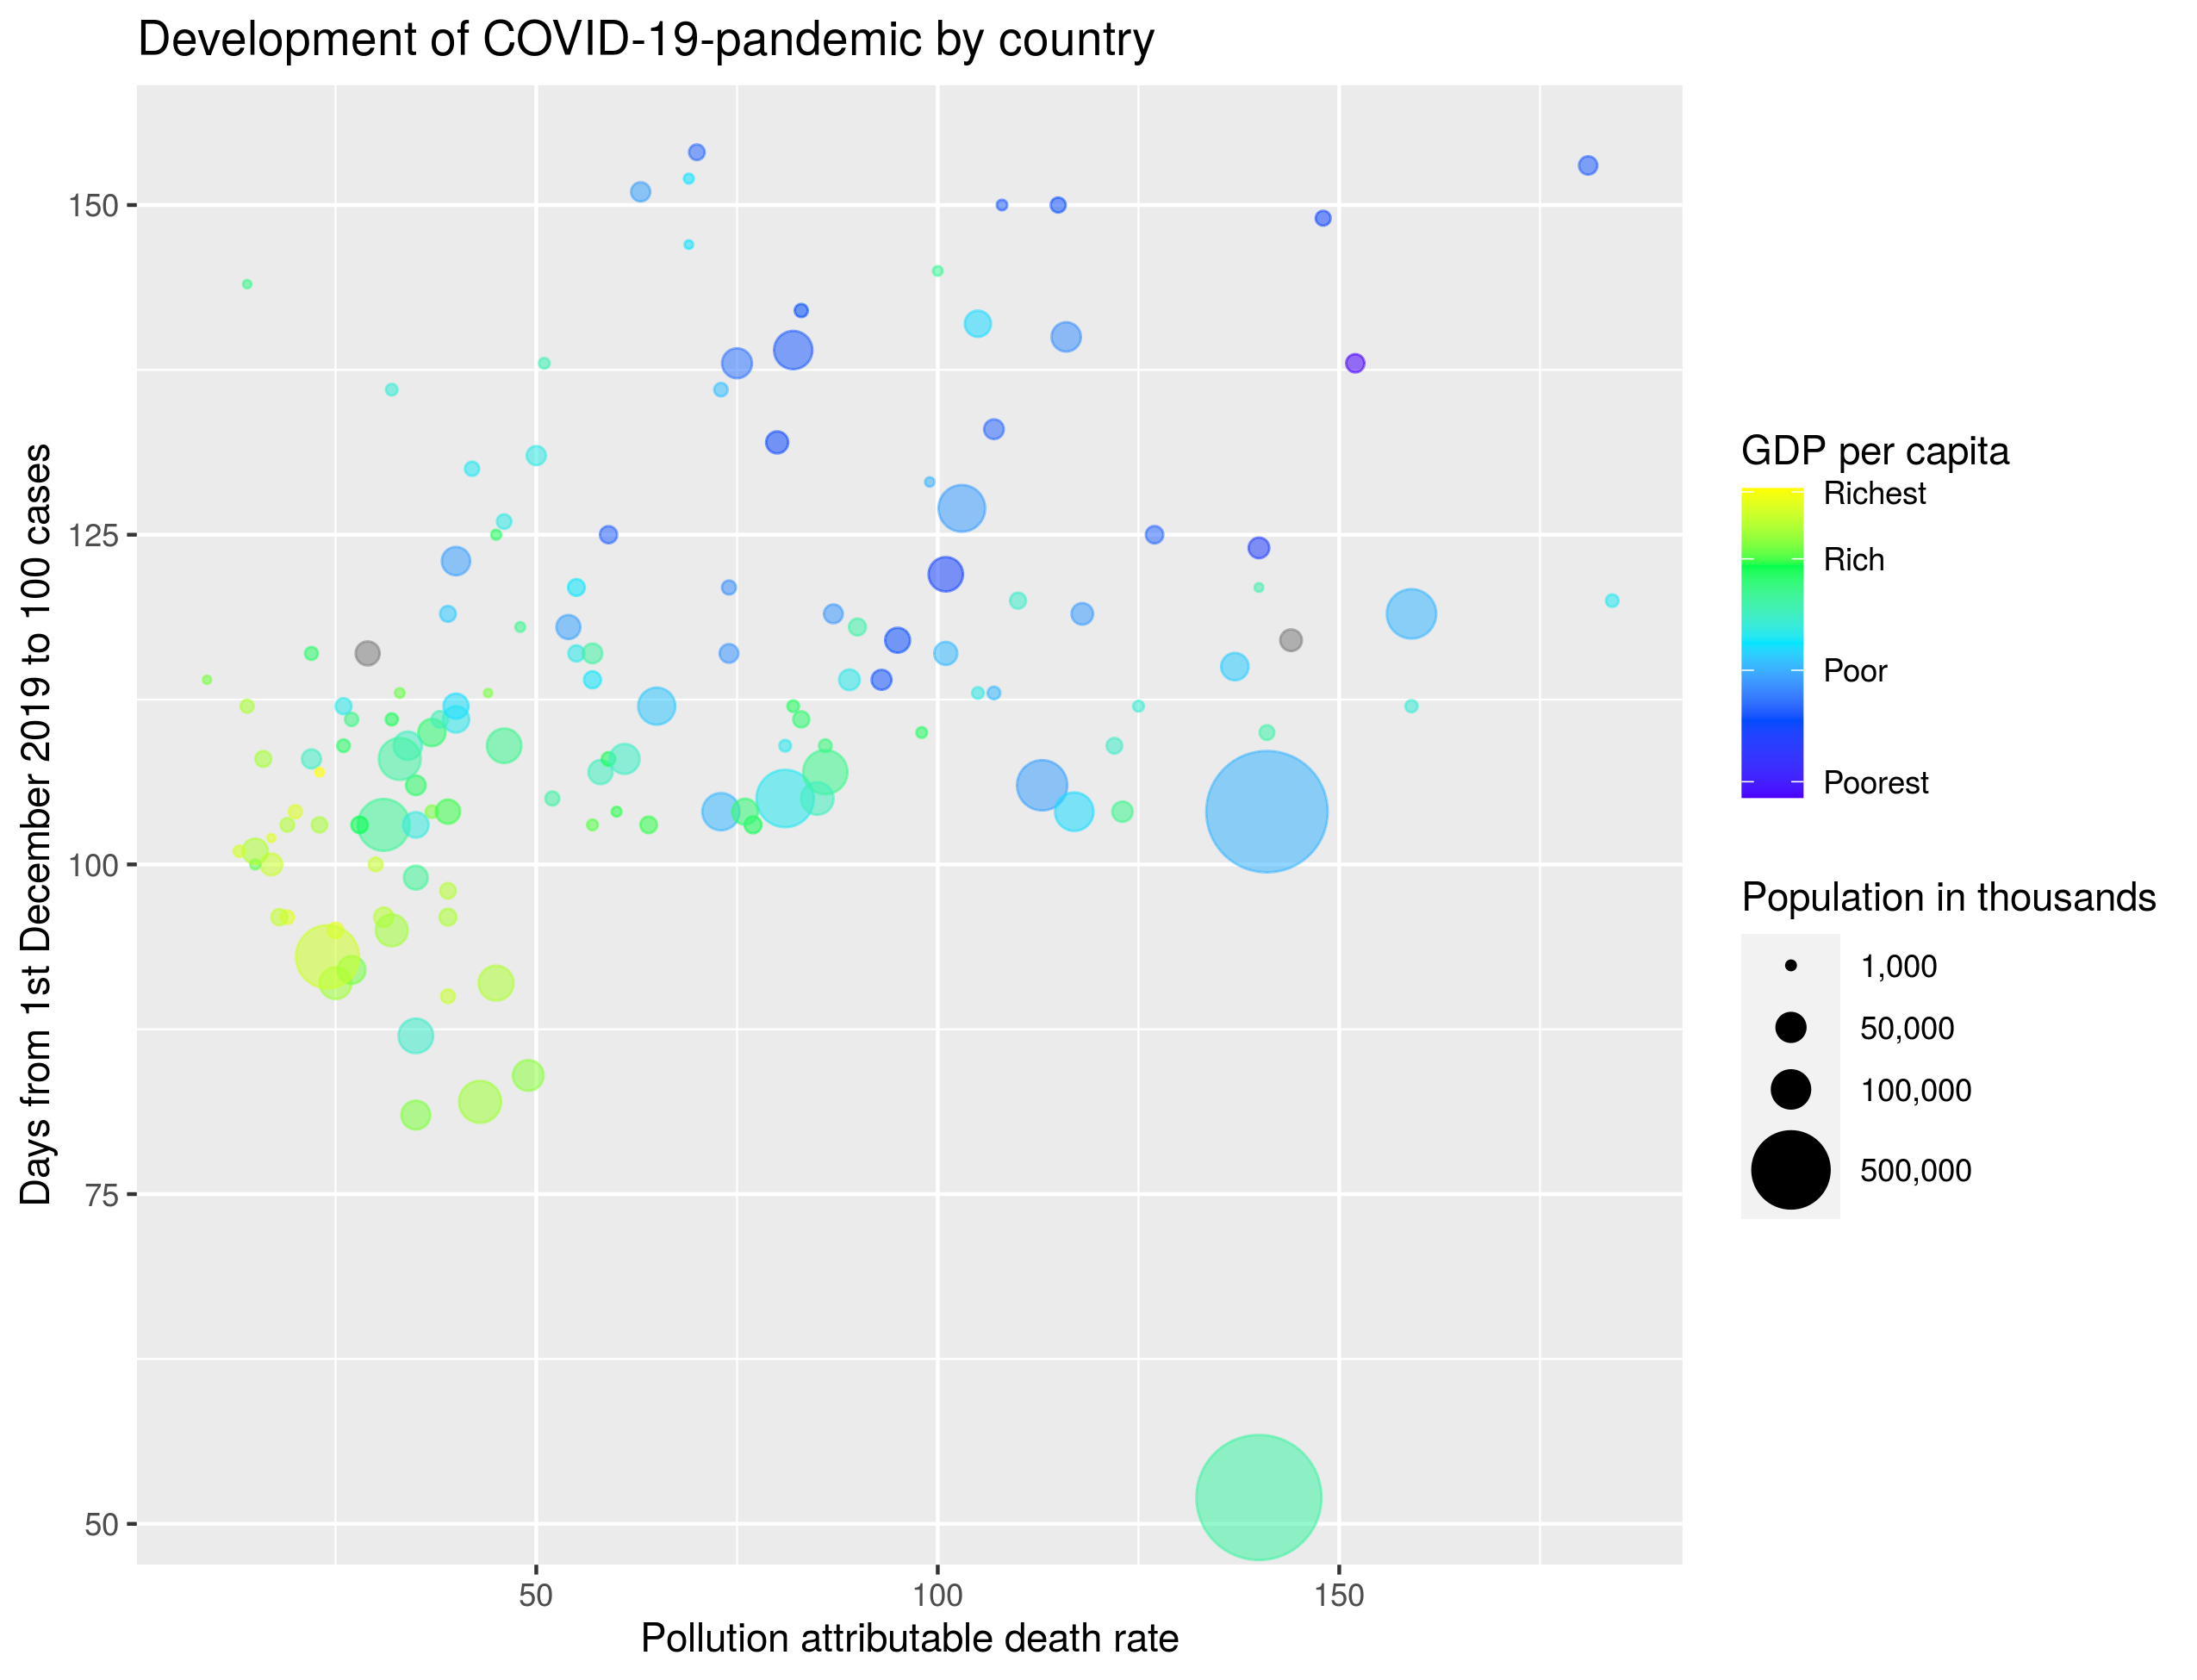 Development of COVID-19-pandemic by country
Days from 1st December 2019 to 100 cases
150
125
100
75
50
50
100
150
Pollution attributable death rate
GDP per capita
Richest
Rich
Poor
Poorest
Population in thousands
1,000
50,000
100,000
500,000